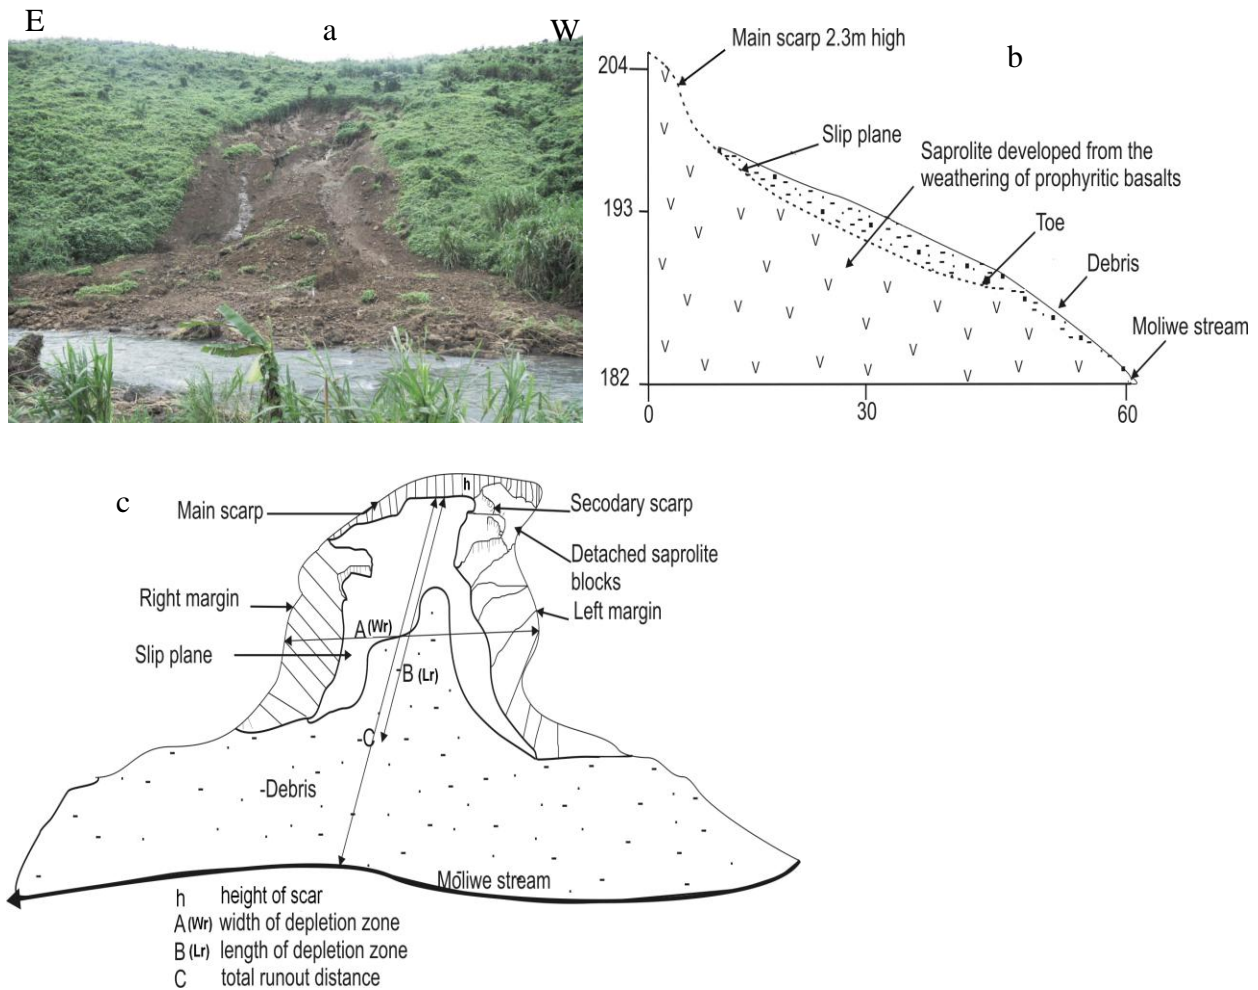 E
a
W
Main scarp 2.3m high
b
204
Slip plane
Saprolite developed from the
weathering of prophyritic basalts
193
Toe
Debris
Moliwe stream
182
0
30
60
c
h
Main scarp
Secodary scarp
Detached saprolite
blocks
Right margin
Left margin
A (Wr)
Slip plane
-B (Lr)
-C
-Debris
Moliwe stream
h height of scar
A (Wr) width of depletion zone
B (Lr) length of depletion zone
C total runout distance